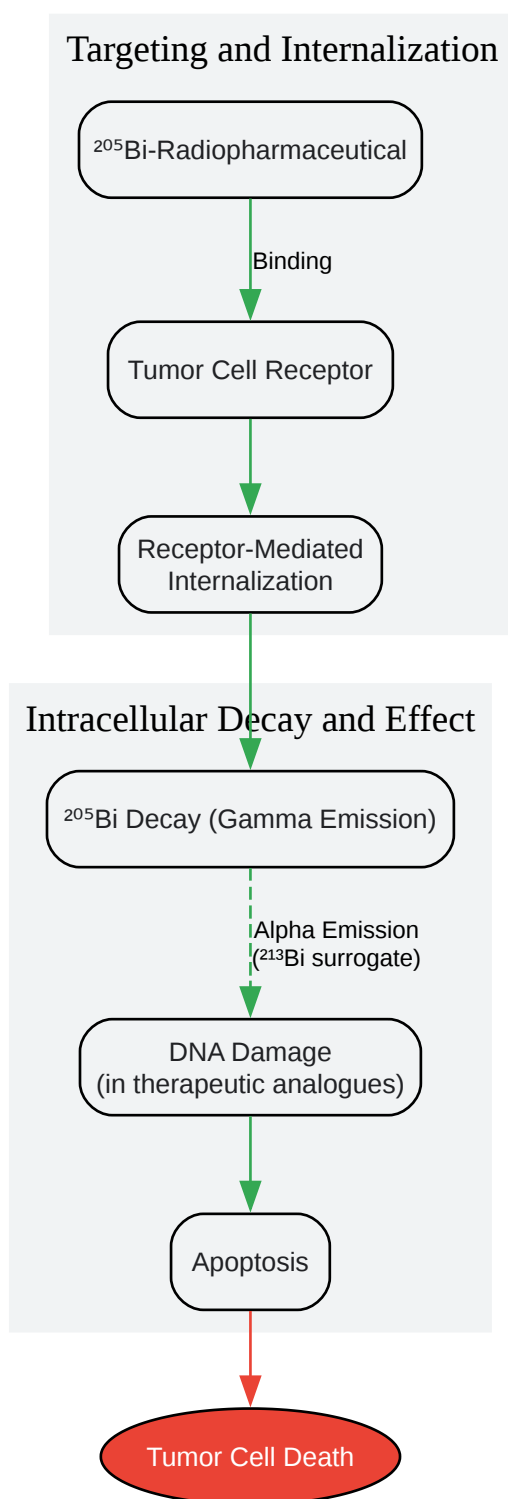 Targeting and Internalization
²⁰⁵Bi-Radiopharmaceutical
Binding
Tumor Cell Receptor
Receptor-Mediated
Internalization
Intracellular Decay and Effect
²⁰⁵Bi Decay (Gamma Emission)
Alpha Emission
(²¹³Bi surrogate)
DNA Damage
(in therapeutic analogues)
Apoptosis
Tumor Cell Death